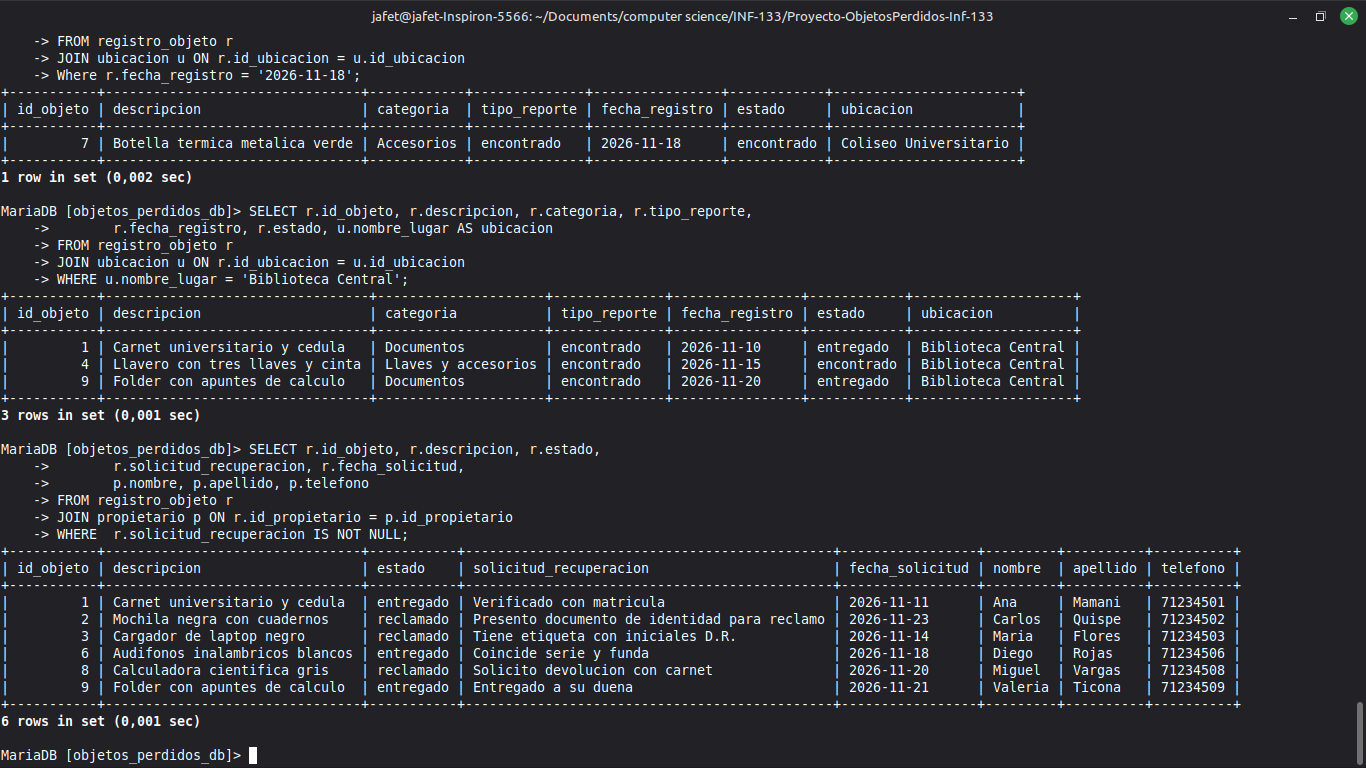 jafet@jafet-Inspiron-5566: ~/Documents/computer science/INF-133/Proyecto-ObjetosPerdidos-Inf-133
    -> FROM registro_objeto r
    -> JOIN ubicacion u ON r.id_ubicacion = u.id_ubicacion
    -> Where r.fecha_registro = '2026-11-18';
+-----------+--------------------------------+------------+--------------+----------------+------------+-----------------------+
| id_objeto | descripcion                    | categoria  | tipo_reporte | fecha_registro | estado     | ubicacion             |
+-----------+--------------------------------+------------+--------------+----------------+------------+-----------------------+
|         7 | Botella termica metalica verde | Accesorios | encontrado   | 2026-11-18     | encontrado | Coliseo Universitario |
+-----------+--------------------------------+------------+--------------+----------------+------------+-----------------------+
1 row in set (0,002 sec)
MariaDB [objetos_perdidos_db]> SELECT r.id_objeto, r.descripcion, r.categoria, r.tipo_reporte,
    ->        r.fecha_registro, r.estado, u.nombre_lugar AS ubicacion
    -> FROM registro_objeto r
    -> JOIN ubicacion u ON r.id_ubicacion = u.id_ubicacion
    -> WHERE u.nombre_lugar = 'Biblioteca Central';
+-----------+---------------------------------+---------------------+--------------+----------------+------------+--------------------+
| id_objeto | descripcion                     | categoria           | tipo_reporte | fecha_registro | estado     | ubicacion          |
+-----------+---------------------------------+---------------------+--------------+----------------+------------+--------------------+
|         1 | Carnet universitario y cedula   | Documentos          | encontrado   | 2026-11-10     | entregado  | Biblioteca Central |
|         4 | Llavero con tres llaves y cinta | Llaves y accesorios | encontrado   | 2026-11-15     | encontrado | Biblioteca Central |
|         9 | Folder con apuntes de calculo   | Documentos          | encontrado   | 2026-11-20     | entregado  | Biblioteca Central |
+-----------+---------------------------------+---------------------+--------------+----------------+------------+--------------------+
3 rows in set (0,001 sec)
MariaDB [objetos_perdidos_db]> SELECT r.id_objeto, r.descripcion, r.estado,
    ->        r.solicitud_recuperacion, r.fecha_solicitud,
    ->        p.nombre, p.apellido, p.telefono
    -> FROM registro_objeto r
    -> JOIN propietario p ON r.id_propietario = p.id_propietario
    -> WHERE  r.solicitud_recuperacion IS NOT NULL;
+-----------+--------------------------------+-----------+----------------------------------------------+-----------------+---------+----------+----------+
| id_objeto | descripcion                    | estado    | solicitud_recuperacion                       | fecha_solicitud | nombre  | apellido | telefono |
+-----------+--------------------------------+-----------+----------------------------------------------+-----------------+---------+----------+----------+
|         1 | Carnet universitario y cedula  | entregado | Verificado con matricula                     | 2026-11-11      | Ana     | Mamani   | 71234501 |
|         2 | Mochila negra con cuadernos    | reclamado | Presento documento de identidad para reclamo | 2026-11-23      | Carlos  | Quispe   | 71234502 |
|         3 | Cargador de laptop negro       | reclamado | Tiene etiqueta con iniciales D.R.            | 2026-11-14      | Maria   | Flores   | 71234503 |
|         6 | Audifonos inalambricos blancos | entregado | Coincide serie y funda                       | 2026-11-18      | Diego   | Rojas    | 71234506 |
|         8 | Calculadora cientifica gris    | reclamado | Solicito devolucion con carnet               | 2026-11-20      | Miguel  | Vargas   | 71234508 |
|         9 | Folder con apuntes de calculo  | entregado | Entregado a su duena                         | 2026-11-21      | Valeria | Ticona   | 71234509 |
+-----------+--------------------------------+-----------+----------------------------------------------+-----------------+---------+----------+----------+
6 rows in set (0,001 sec)
MariaDB [objetos_perdidos_db]>